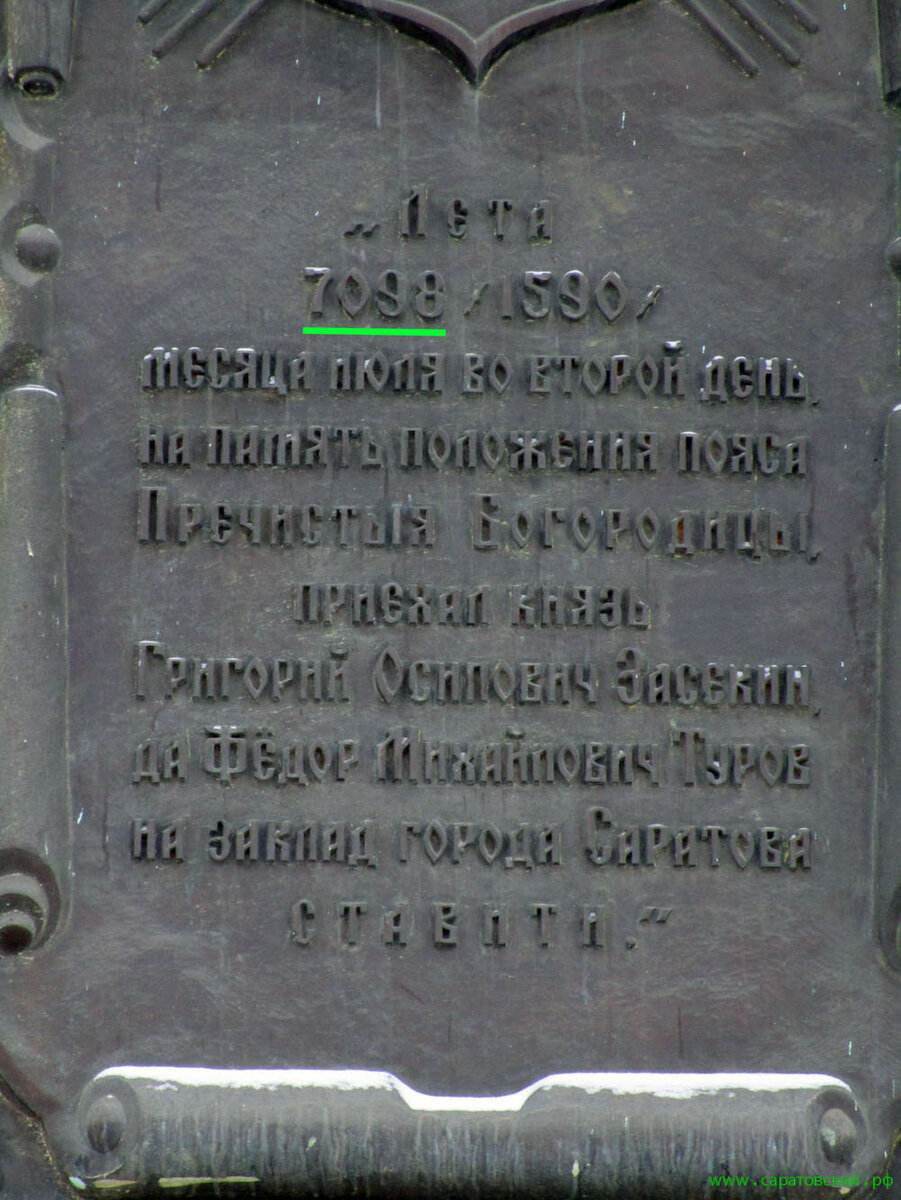 „Лета
7098 /1590/
месяца июля во второй день,
на память положения пояса
Пречистыя Богородицы,
приехал князь
Григорий Осипович Засекин,
да Фёдор Михайлович Туров
на заклад города Саратова
ставити.“
www.саратовский.рф